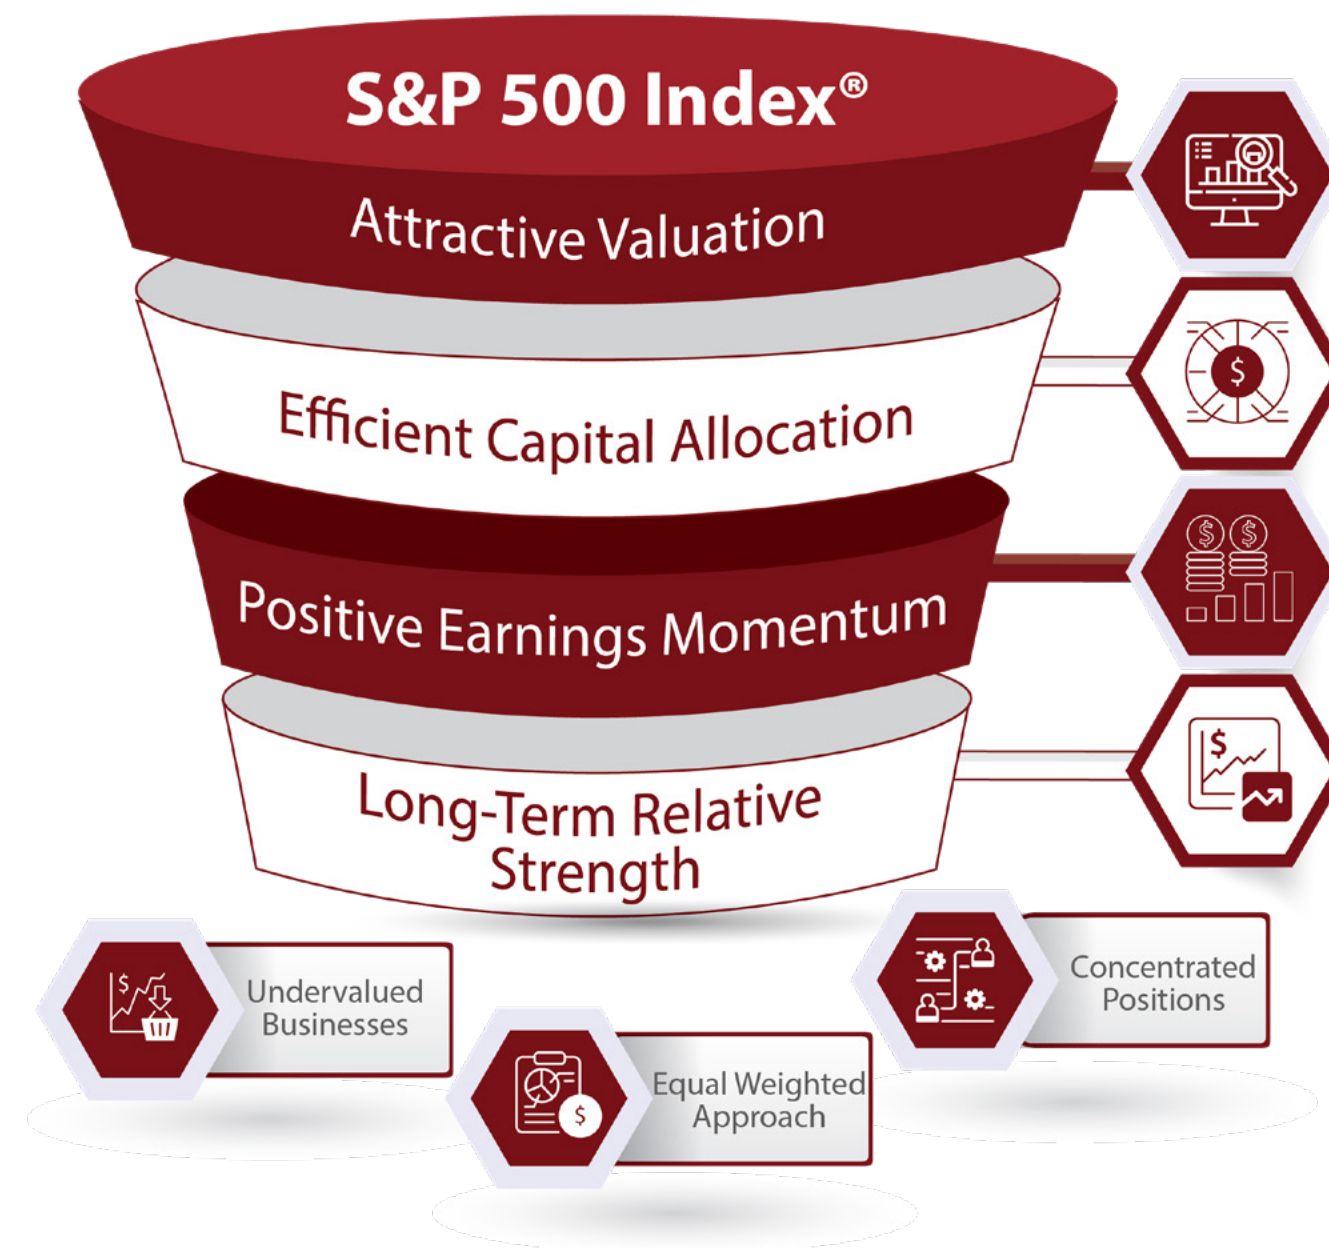 S&P 500 Index®
Attractive Valuation
Efficient Capital Allocation
Positive Earnings Momentum
Long-Term Relative
Strength
Undervalued
Businesses
Equal Weighted
Approach
Concentrated
Positions